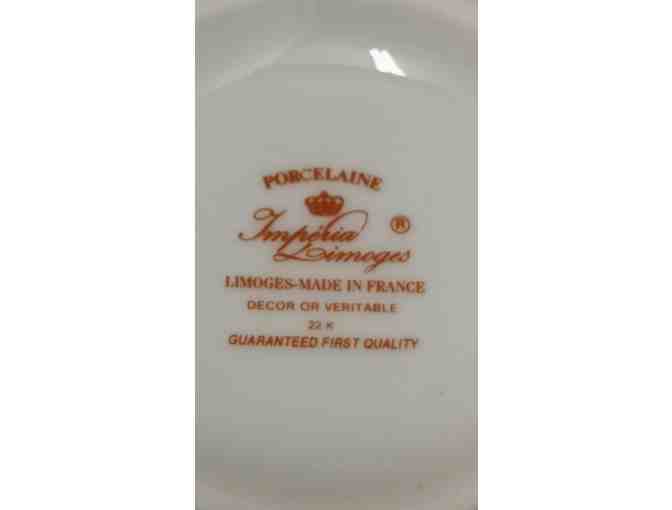 PORCELAINE
Impéria ®
Limoges
LIMOGES-MADE IN FRANCE
DECOR OR VERITABLE
22 K
GUARANTEED FIRST QUALITY